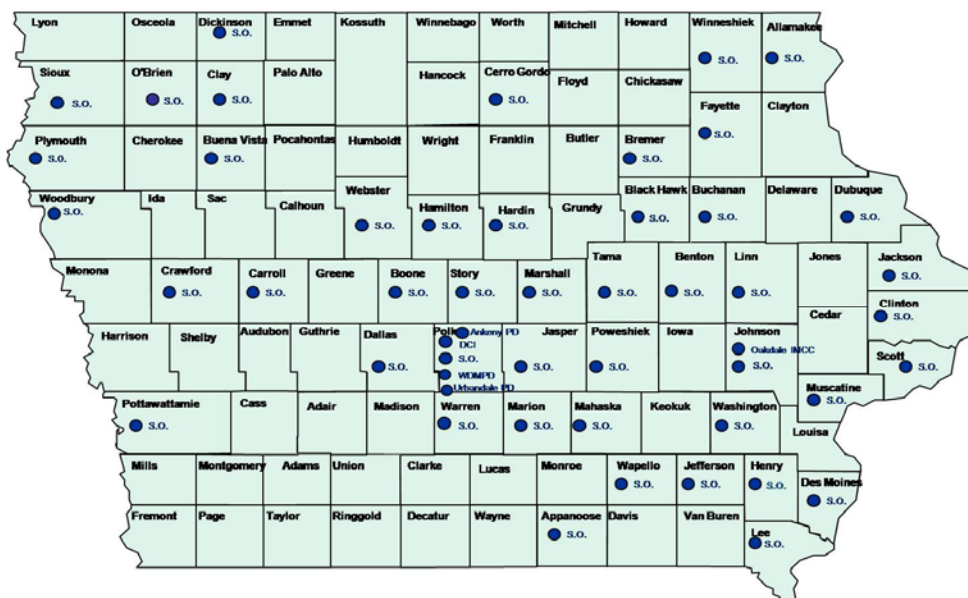 Lyon
Osceola
Dickinson
S.O.
Emmet
Kossuth
Winnebago
Worth
Mitchell
Howard
Winneshiek
S.O.
Allamakee
S.O.
Sioux
S.O.
O'Brien
S.O.
Clay
S.O.
Palo Alto
Hancock
Cerro Gordo
S.O.
Floyd
Chickasaw
Fayette
S.O.
Clayton
Plymouth
S.O.
Cherokee
Buena Vista
S.O.
Pocahontas
Humboldt
Wright
Franklin
Butler
Bremer
S.O.
Woodbury
S.O.
Ida
Sac
Calhoun
Webster
S.O.
Hamilton
S.O.
Hardin
S.O.
Grundy
Black Hawk
S.O.
Buchanan
S.O.
Delaware
Dubuque
S.O.
Monona
Crawford
S.O.
Carroll
S.O.
Greene
Boone
S.O.
Story
S.O.
Marshall
S.O.
Tama
S.O.
Benton
S.O.
Linn
S.O.
Jones
Jackson
S.O.
Clinton
S.O.
Cedar
Harrison
Shelby
Audubon
Guthrie
Dallas
S.O.
Polk
Ankeny PD
DCI
S.O.
WDMPD
Urbandale PD
Jasper
S.O.
Poweshiek
S.O.
Iowa
Johnson
Oakdale IMCC
S.O.
Scott
S.O.
Muscatine
S.O.
Pottawattamie
S.O.
Cass
Adair
Madison
Warren
S.O.
Marion
S.O.
Mahaska
S.O.
Keokuk
Washington
S.O.
Louisa
Mills
Montgomery
Adams
Union
Clarke
Lucas
Monroe
Wapello
S.O.
Jefferson
S.O.
Henry
S.O.
Des Moines
S.O.
Fremont
Page
Taylor
Ringgold
Decatur
Wayne
Appanoose
S.O.
Davis
Van Buren
Lee
S.O.